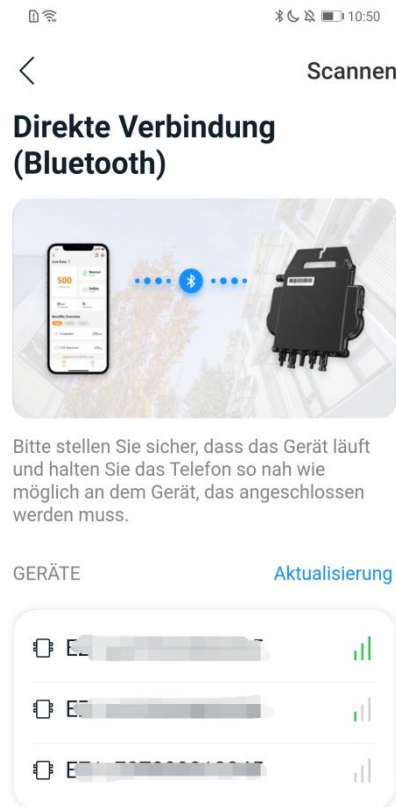 10:50
Scannen
Direkte Verbindung
(Bluetooth)
500
Bitte stellen Sie sicher, dass das Gerät läuft
und halten Sie das Telefon so nah wie
möglich an dem Gerät, das angeschlossen
werden muss.
GERÄTE
Aktualisierung